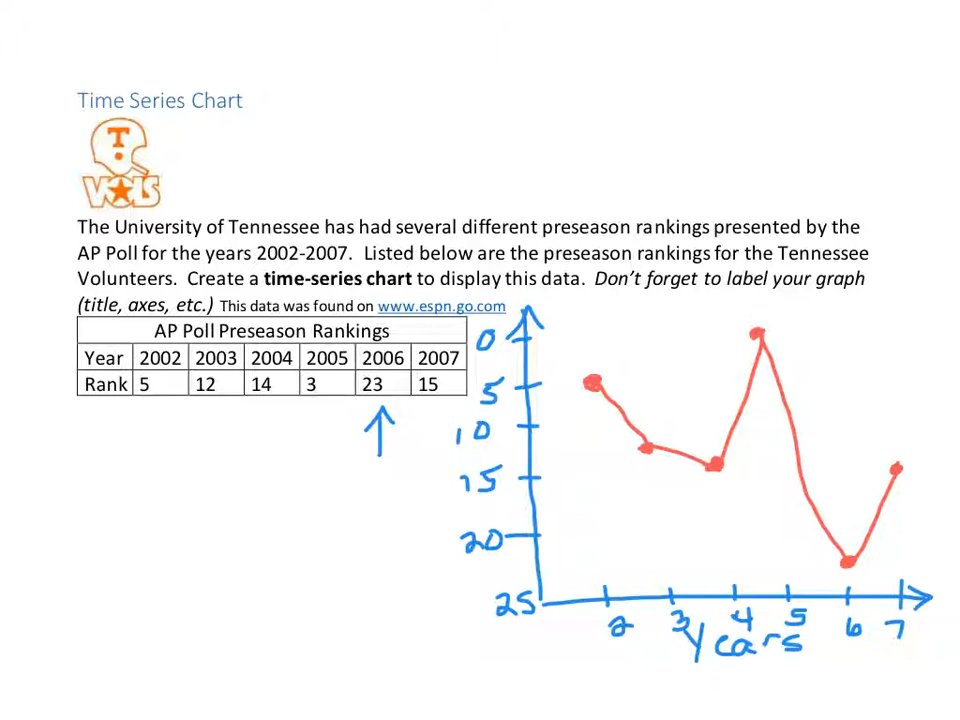 Time Series Chart
T
VOLS
The University of Tennessee has had several different preseason rankings presented by the
AP Poll for the years 2002-2007. Listed below are the preseason rankings for the Tennessee
Volunteers. Create a time-series chart to display this data. Don't forget to label your graph
(title, axes, etc.) This data was found on www.espn.go.com
AP Poll Preseason Rankings
Year 2002 2003 2004 2005 2006 2007
Rank 5 12 14 3 23 15
0
5
10
15
20
25
2 3 4 5 6 7
Years